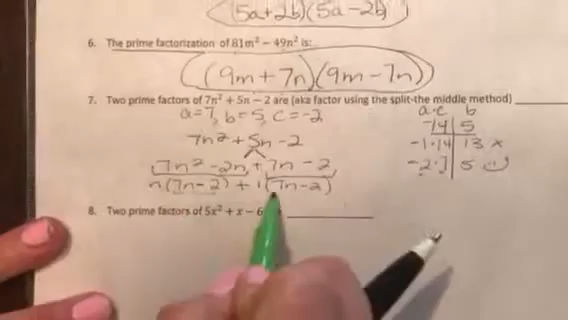 (5a+2b)(5a-2b)
6. The prime factorization of 81m² – 49n² is:
(9m+7n)(9m-7n)
7. Two prime factors of 7n² + 5n – 2 are (aka factor using the split-the middle method)
a=7, b=5, c=-2
a·c b
7n²+5n-2
-14 5
-1·14 13 x
7n²-2n+7n-2
-2·7 5
n(7n-2)+1(7n-2)
8. Two prime factors of 5x² + x – 6